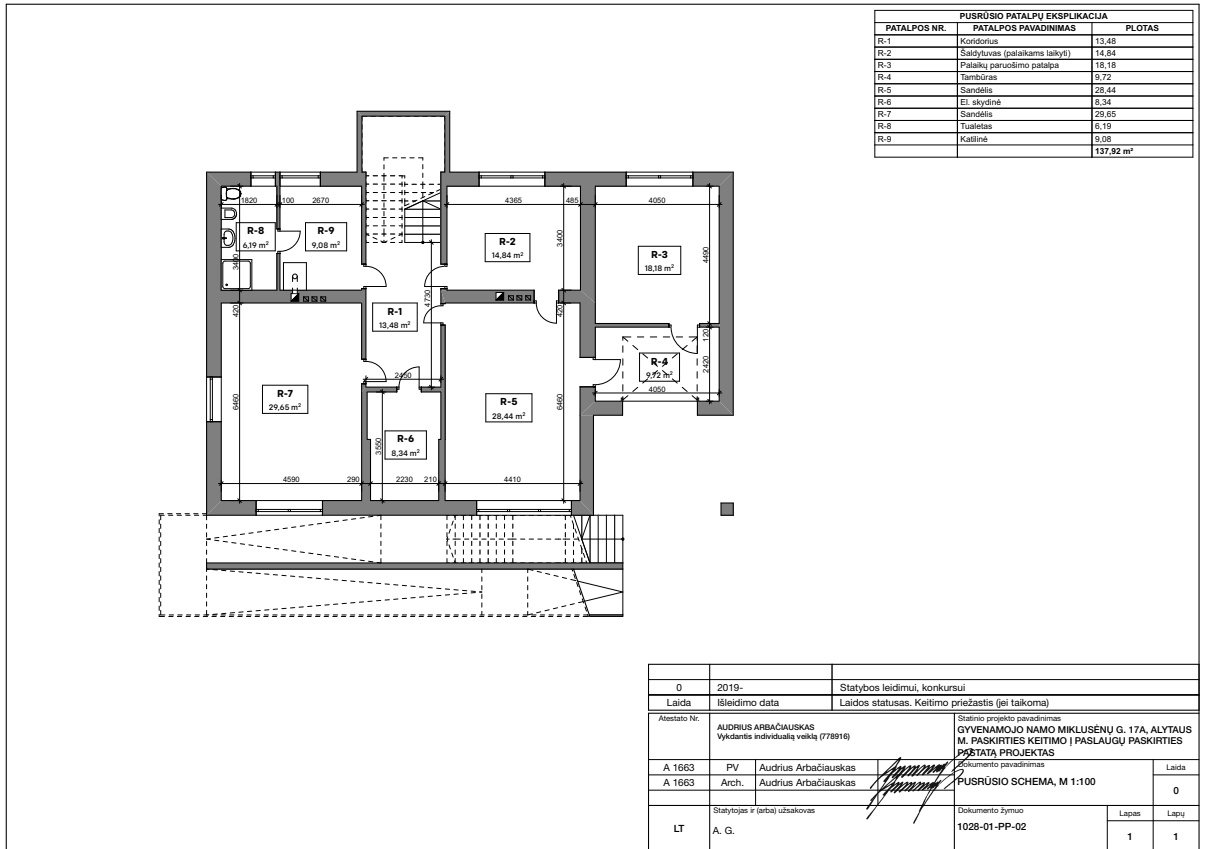 PUSRŪSIO PATALPŲ EKSPLIKACIJA
PATALPOS NR. PATALPOS PAVADINIMAS PLOTAS
R-1 Koridorius 13,48
R-2 Šaldytuvas (palaikams laikyti) 14,84
R-3 Palaikų paruošimo patalpa 18,18
R-4 Tambūras 9,72
R-5 Sandėlis 28,44
R-6 El. skydinė 8,34
R-7 Sandėlis 29,65
R-8 Tualetas 6,19
R-9 Katilinė 9,08
137,92 m²
1820 100 2670 4365 485 4050
R-8
6,19 m²
R-9
9,08 m²
R-2
14,84 m²
R-3
18,18 m²
3400
3400
4490
R-1
13,48 m²
4730
420
420
120
R-4
9,72 m²
2420
4050
2450
R-7
29,65 m²
R-5
28,44 m²
R-6
8,34 m²
6460
3550
6460
4590 290 2230 210 4410
0 2019- Statybos leidimui, konkursui
Laida Išleidimo data Laidos statusas. Keitimo priežastis (jei taikoma)
Atestato Nr.
AUDRIUS ARBAČIAUSKAS
Vykdantis individualią veiklą (778916)
Statinio projekto pavadinimas
GYVENAMOJO NAMO MIKLUSĖNŲ G. 17A, ALYTAUS
M. PASKIRTIES KEITIMO Į PASLAUGŲ PASKIRTIES
PASTATĄ PROJEKTAS
A 1663 PV Audrius Arbačiauskas
A 1663 Arch. Audrius Arbačiauskas
Dokumento pavadinimas
PUSRŪSIO SCHEMA, M 1:100
Laida
0
LT
Statytojas ir (arba) užsakovas
A. G.
Dokumento žymuo
1028-01-PP-02
Lapas Lapų
1 1